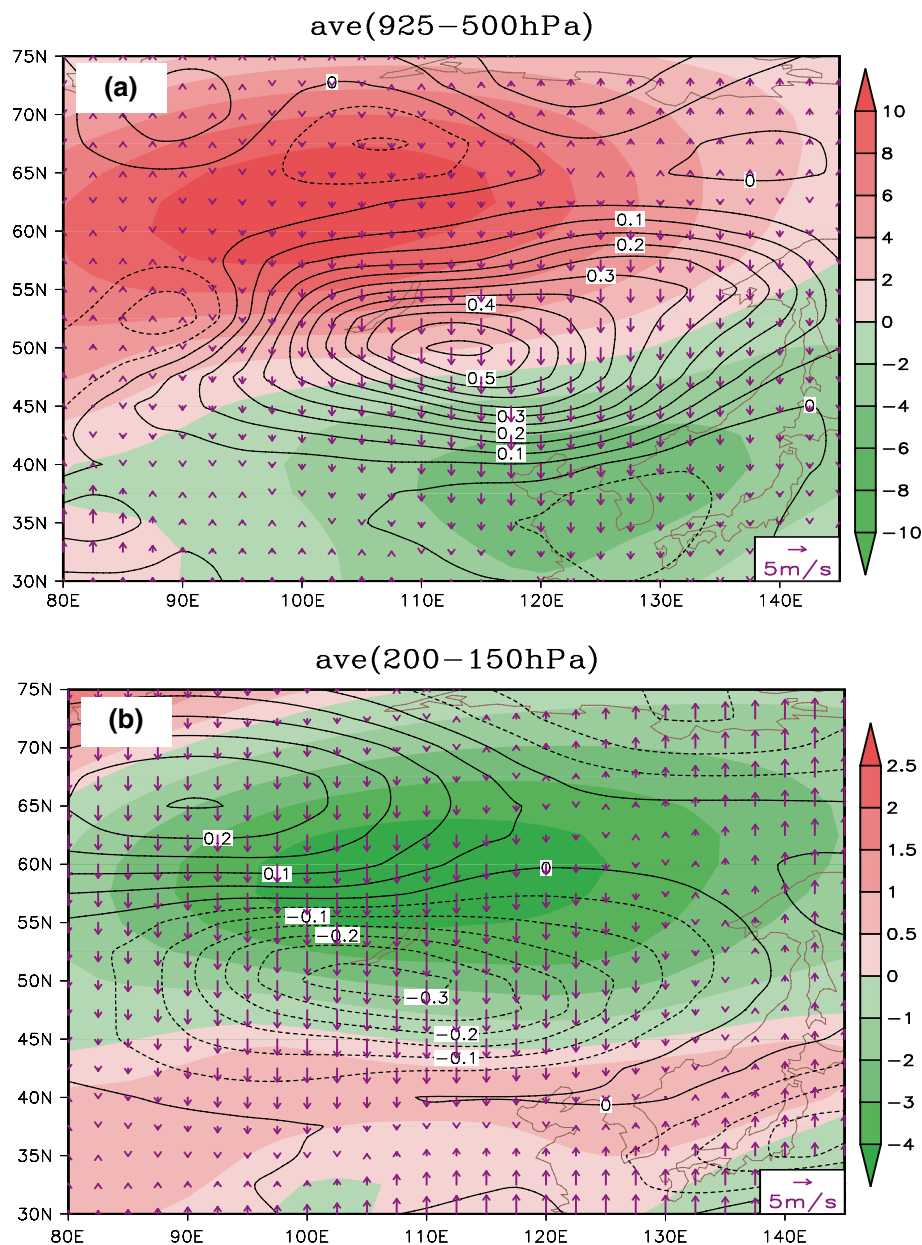 ave(925−500hPa)
(a)
75N
70N
65N
60N
55N
50N
45N
40N
35N
30N
80E 90E 100E 110E 120E 130E 140E
0
0
0.1
0.2
0.3
0.4
0.5
0.3
0.2
0.1
0
5m/s
10
8
6
4
2
0
−2
−4
−6
−8
−10
ave(200−150hPa)
(b)
75N
70N
65N
60N
55N
50N
45N
40N
35N
30N
80E 90E 100E 110E 120E 130E 140E
0.2
0.1
0
−0.1
−0.2
−0.3
−0.2
−0.1
0
5m/s
2.5
2
1.5
1
0.5
0
−1
−2
−3
−4